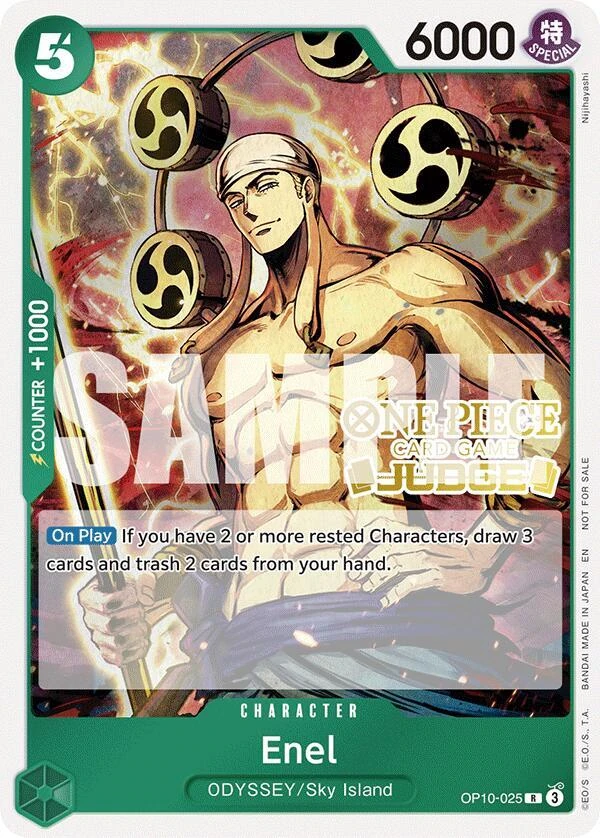 5
6000
特
SPECIAL
Nijihayashi
COUNTER +1000
SAMPLE
ONE PIECE
CARD GAME
JUDGE
On Play If you have 2 or more rested Characters, draw 3
cards and trash 2 cards from your hand.
CHARACTER
Enel
ODYSSEY/Sky Island
OP10-025 R 3
©E.O/S ©E.O./S., T.A. BANDAI MADE IN JAPAN EN NOT FOR SALE